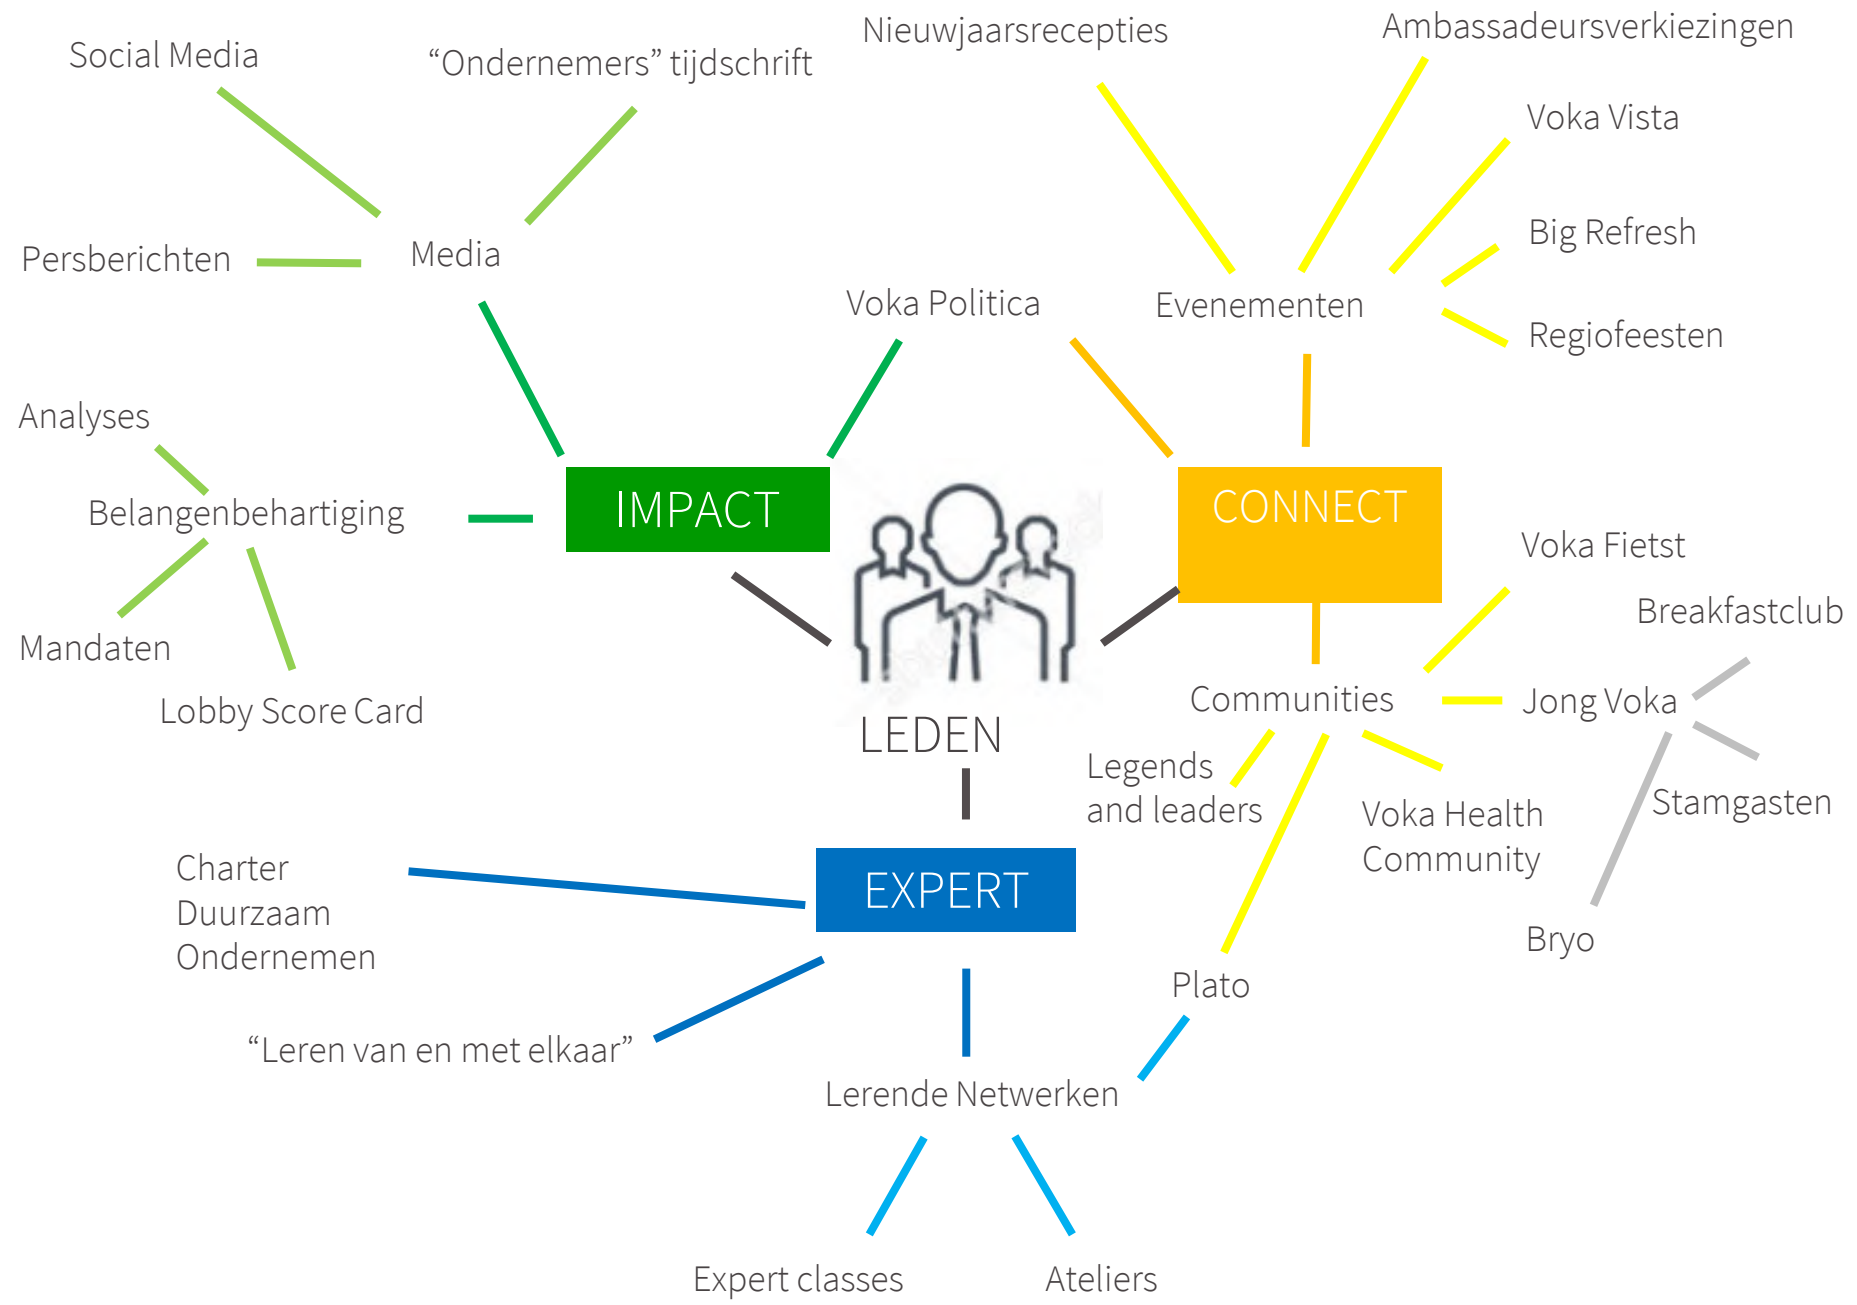 Social Media
“Ondernemers” tijdschrift
Nieuwjaarsrecepties
Ambassadeursverkiezingen
Voka Vista
Big Refresh
Persberichten
Media
Voka Politica
Evenementen
Regiofeesten
Analyses
Belangenbehartiging
IMPACT
CONNECT
Voka Fietst
Breakfastclub
Mandaten
Lobby Score Card
LEDEN
Communities
Jong Voka
Legends
and leaders
Voka Health
Community
Stamgasten
Charter
Duurzaam
Ondernemen
EXPERT
Bryo
Plato
“Leren van en met elkaar”
Lerende Netwerken
Expert classes
Ateliers